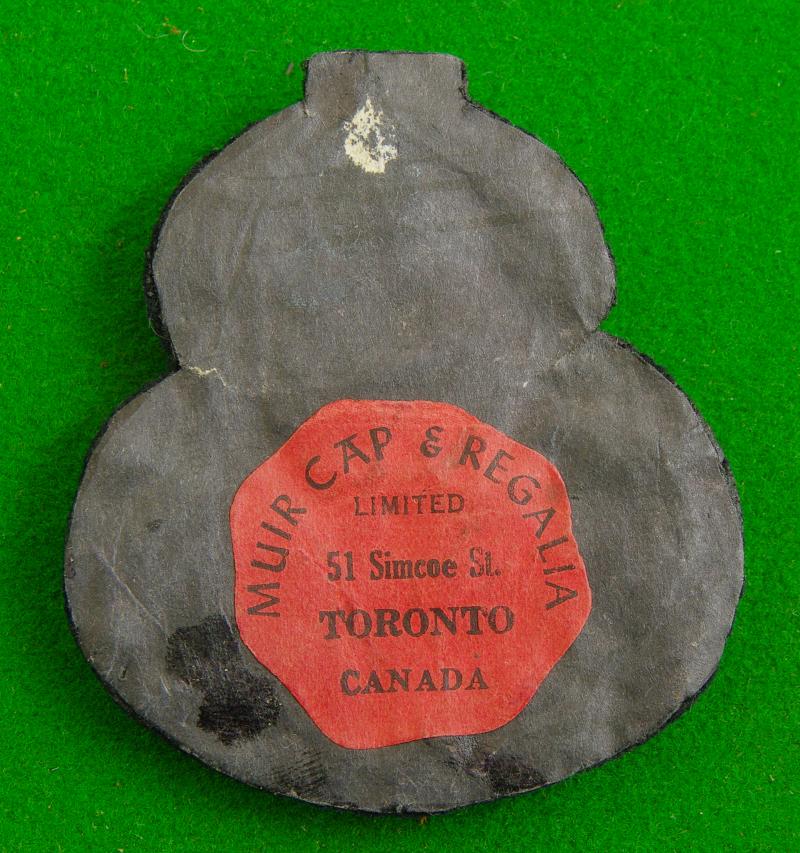 MUIR CAP & REGALIA
LIMITED
51 Simcoe St.
TORONTO
CANADA